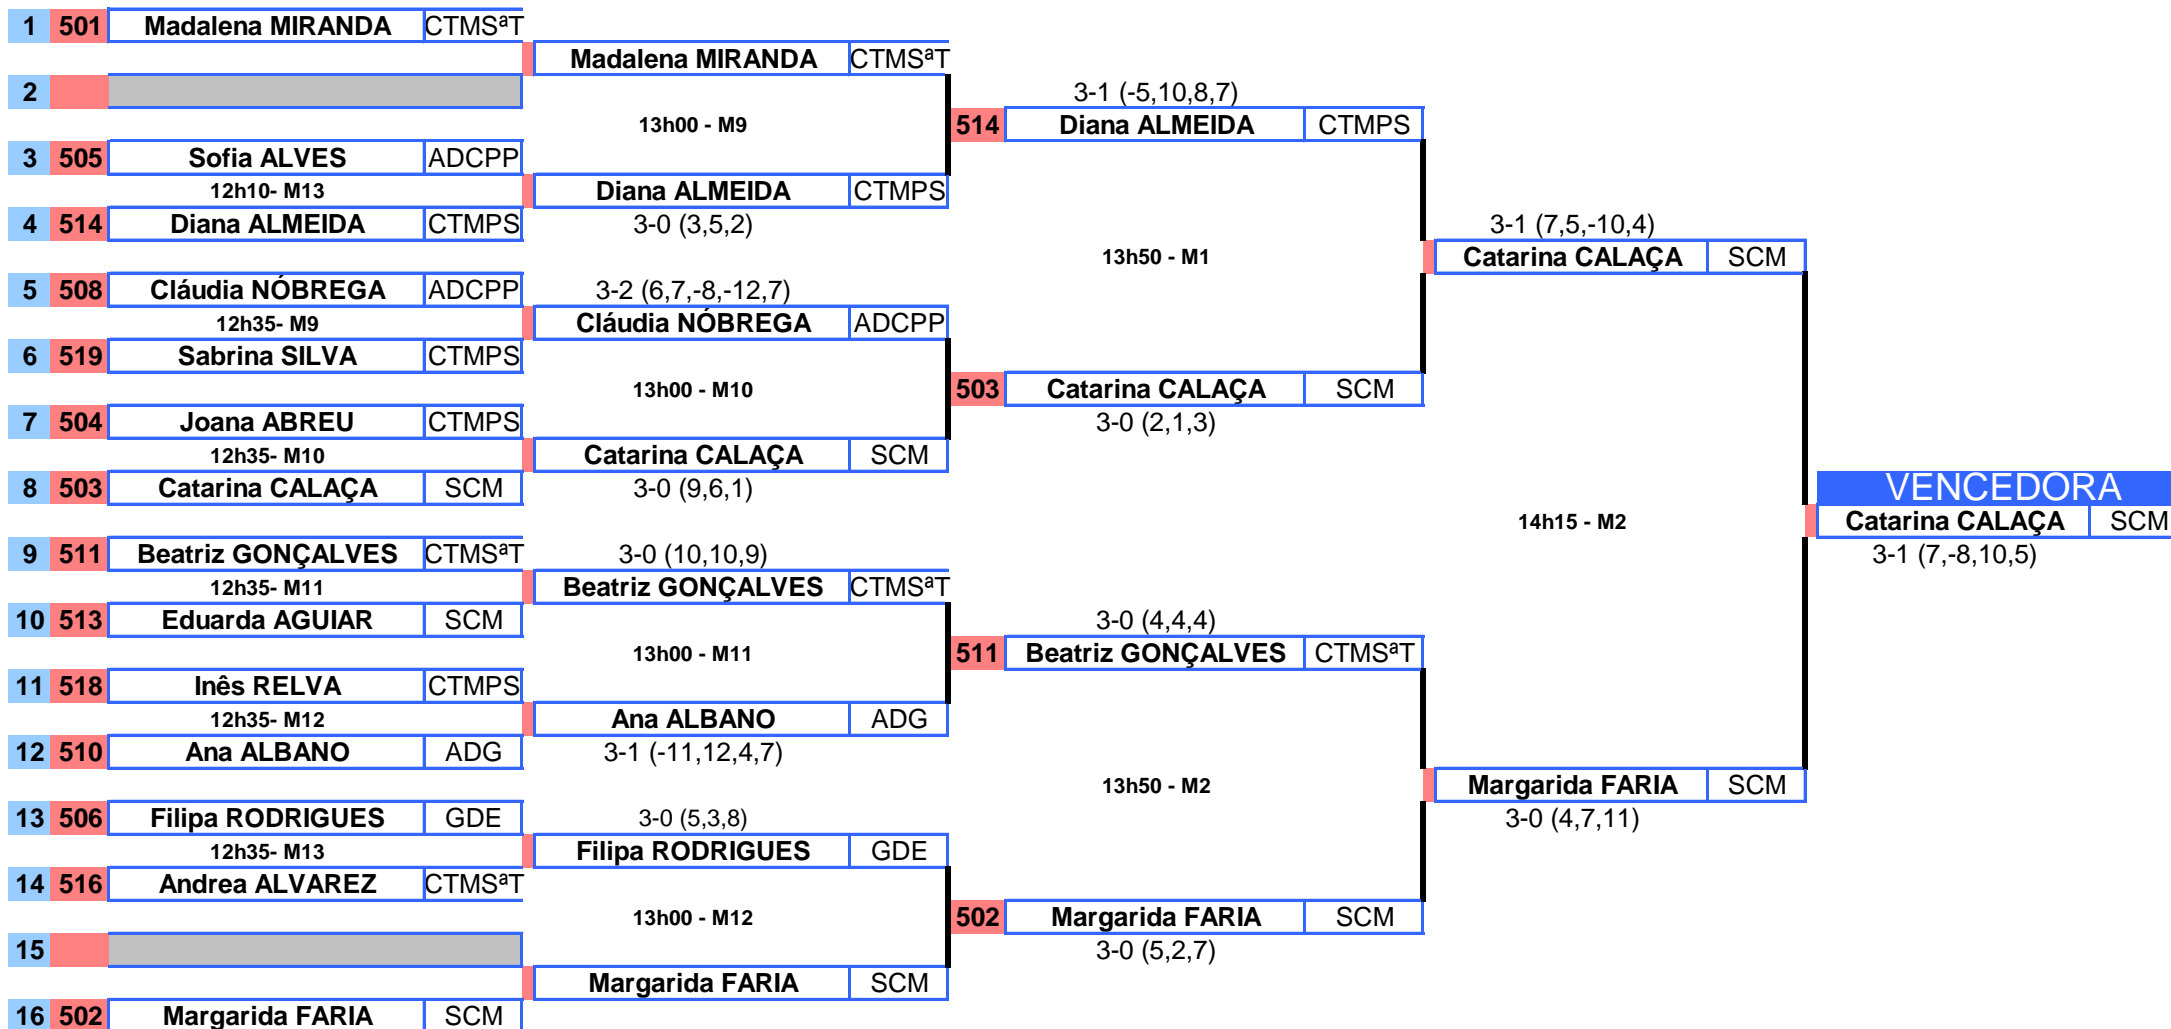 1 501 Madalena MIRANDA CTMSªT
Madalena MIRANDA CTMSªT
2
3-1 (-5,10,8,7)
13h00 - M9
514 Diana ALMEIDA CTMPS
3 505 Sofia ALVES ADCPP
12h10- M13
Diana ALMEIDA CTMPS
4 514 Diana ALMEIDA CTMPS
3-0 (3,5,2)
3-1 (7,5,-10,4)
13h50 - M1
Catarina CALAÇA SCM
5 508 Cláudia NÓBREGA ADCPP
3-2 (6,7,-8,-12,7)
12h35- M9
Cláudia NÓBREGA ADCPP
6 519 Sabrina SILVA CTMPS
13h00 - M10
503 Catarina CALAÇA SCM
7 504 Joana ABREU CTMPS
3-0 (2,1,3)
12h35- M10
Catarina CALAÇA SCM
8 503 Catarina CALAÇA SCM
3-0 (9,6,1)
VENCEDORA
14h15 - M2
Catarina CALAÇA SCM
9 511 Beatriz GONÇALVES CTMSªT
3-0 (10,10,9)
3-1 (7,-8,10,5)
12h35- M11
Beatriz GONÇALVES CTMSªT
10 513 Eduarda AGUIAR SCM
3-0 (4,4,4)
13h00 - M11
511 Beatriz GONÇALVES CTMSªT
11 518 Inês RELVA CTMPS
12h35- M12
Ana ALBANO ADG
12 510 Ana ALBANO ADG
3-1 (-11,12,4,7)
13h50 - M2
Margarida FARIA SCM
13 506 Filipa RODRIGUES GDE
3-0 (5,3,8)
3-0 (4,7,11)
12h35- M13
Filipa RODRIGUES GDE
14 516 Andrea ALVAREZ CTMSªT
13h00 - M12
502 Margarida FARIA SCM
15
3-0 (5,2,7)
Margarida FARIA SCM
16 502 Margarida FARIA SCM